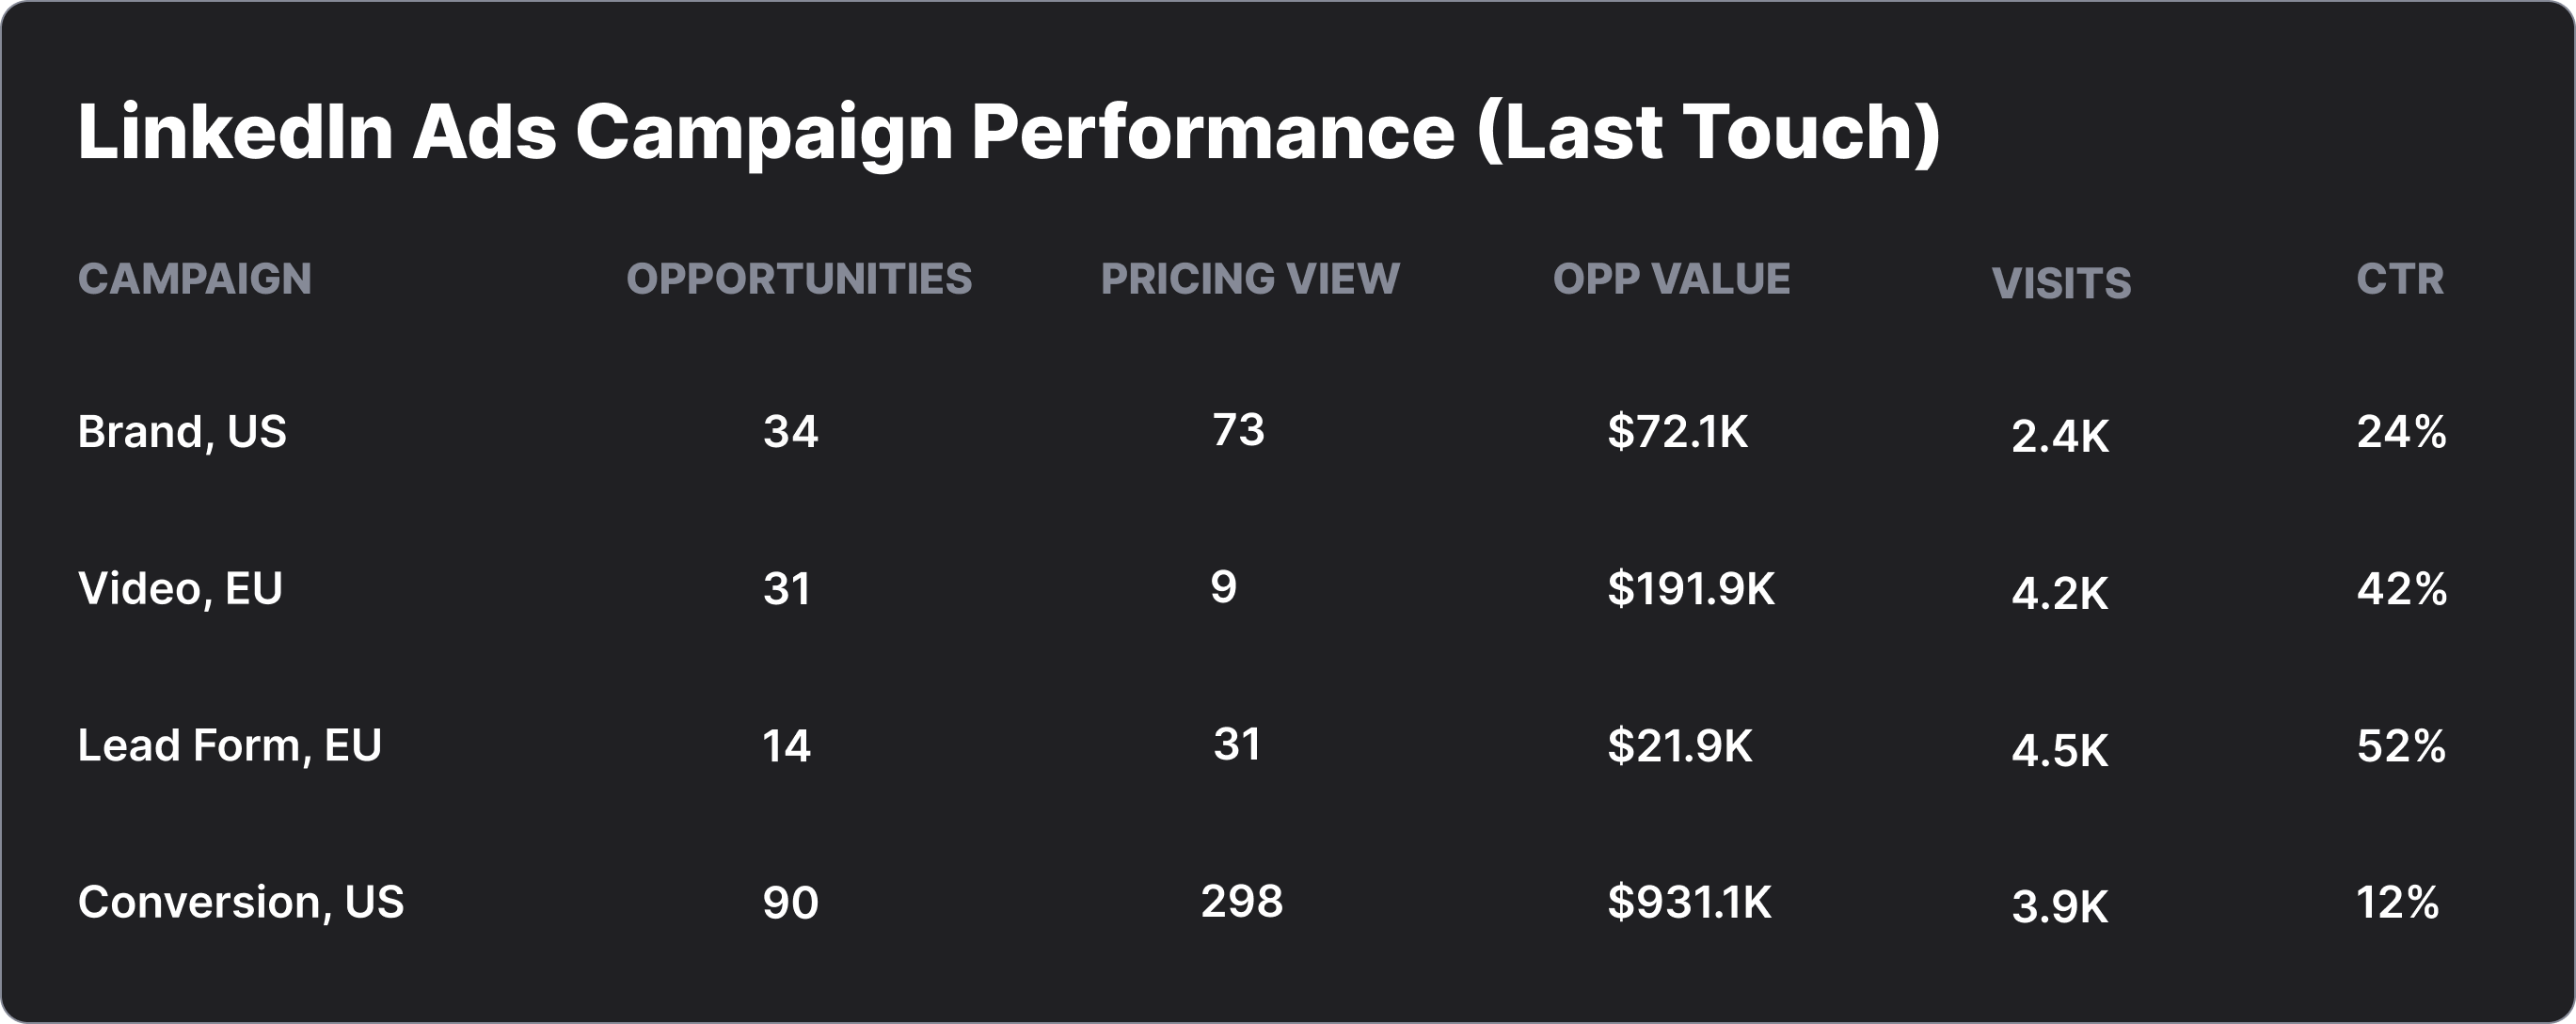 LinkedIn Ads Campaign Performance (Last Touch)
CAMPAIGN OPPORTUNITIES PRICING VIEW OPP VALUE VISITS CTR
Brand, US 34 73 $72.1K 2.4K 24%
Video, EU 31 9 $191.9K 4.2K 42%
Lead Form, EU 14 31 $21.9K 4.5K 52%
Conversion, US 90 298 $931.1K 3.9K 12%